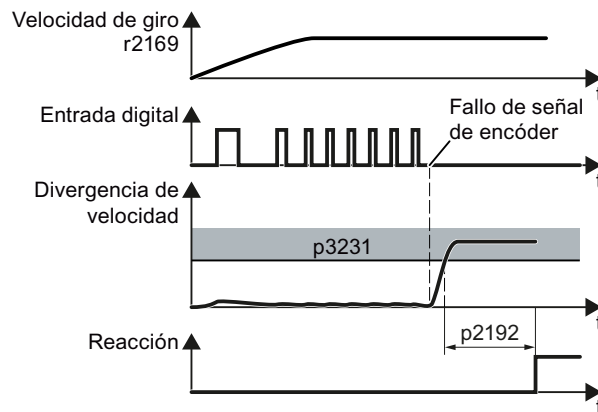 Velocidad de giro
r2169
t
Entrada digital
Fallo de señal
de encóder
t
Divergencia de
velocidad
p3231
t
Reacción
p2192
t